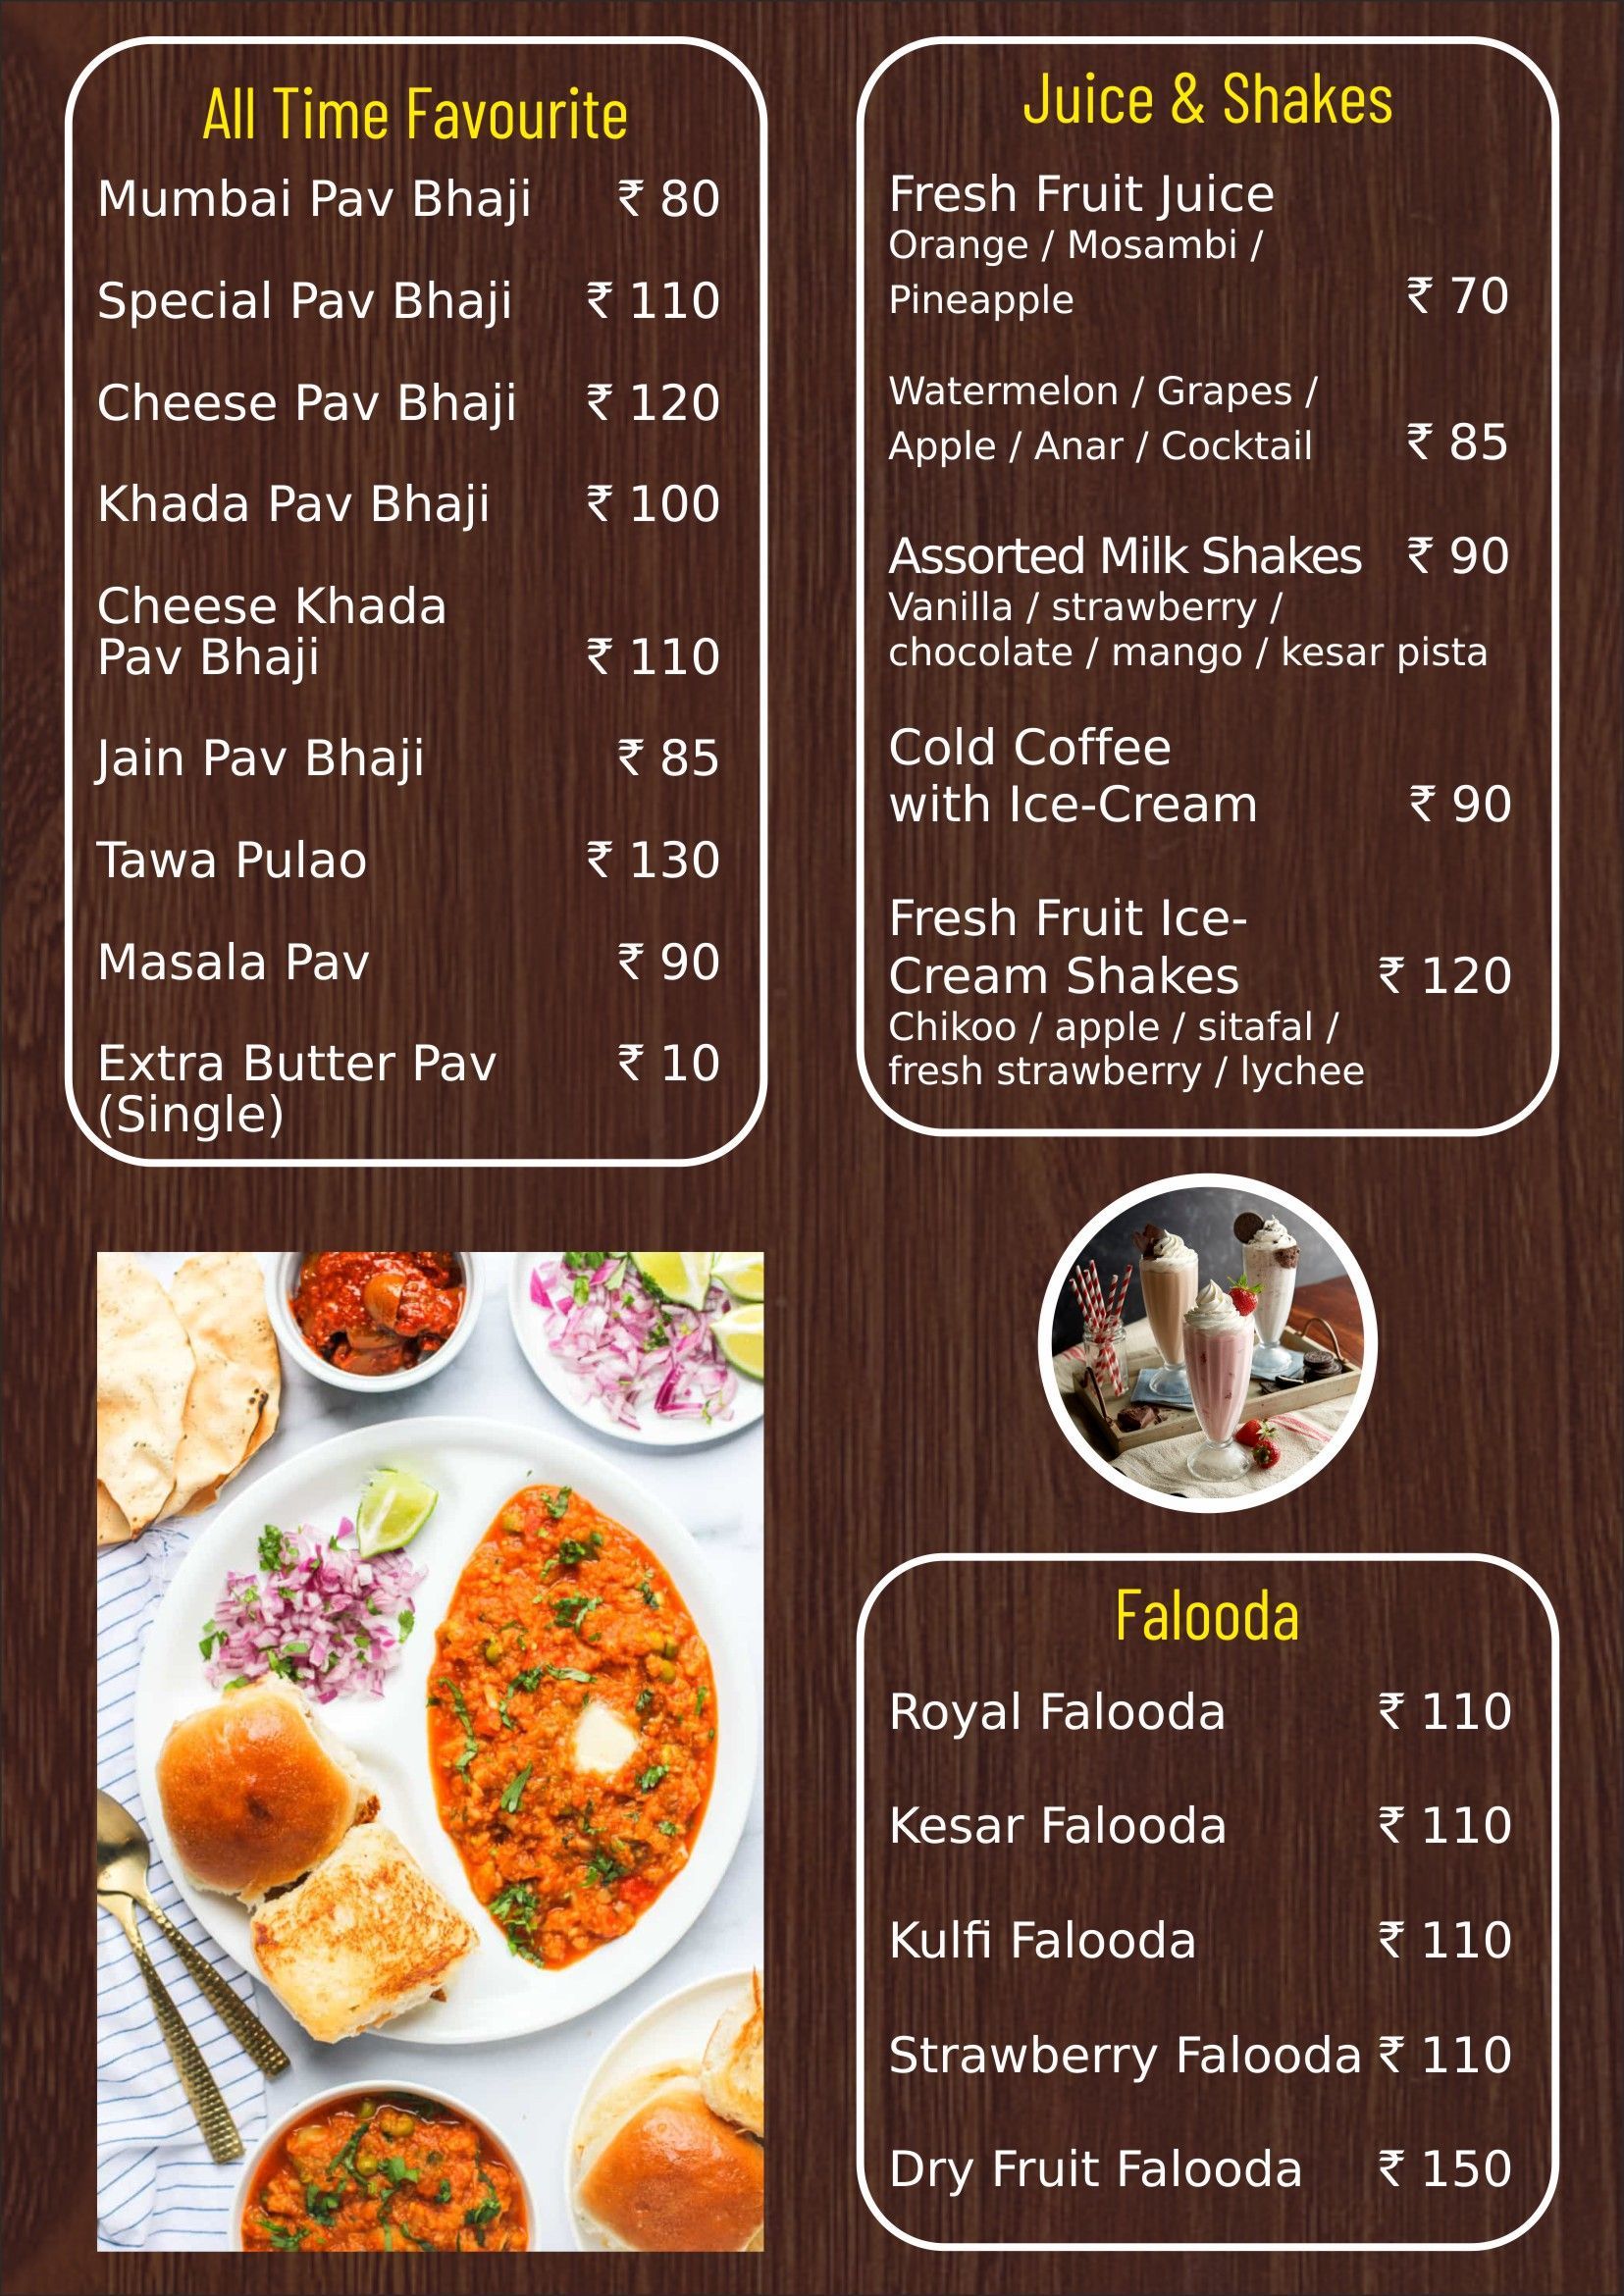 All Time Favourite
Mumbai Pav Bhaji ₹ 80
Special Pav Bhaji ₹ 110
Cheese Pav Bhaji ₹ 120
Khada Pav Bhaji ₹ 100
Cheese Khada
Pav Bhaji ₹ 110
Jain Pav Bhaji ₹ 85
Tawa Pulao ₹ 130
Masala Pav ₹ 90
Extra Butter Pav ₹ 10
(Single)
Juice & Shakes
Fresh Fruit Juice
Orange / Mosambi /
Pineapple ₹ 70
Watermelon / Grapes /
Apple / Anar / Cocktail ₹ 85
Assorted Milk Shakes ₹ 90
Vanilla / strawberry /
chocolate / mango / kesar pista
Cold Coffee
with Ice-Cream ₹ 90
Fresh Fruit Ice-
Cream Shakes ₹ 120
Chikoo / apple / sitafal /
fresh strawberry / lychee
Falooda
Royal Falooda ₹ 110
Kesar Falooda ₹ 110
Kulfi Falooda ₹ 110
Strawberry Falooda ₹ 110
Dry Fruit Falooda ₹ 150